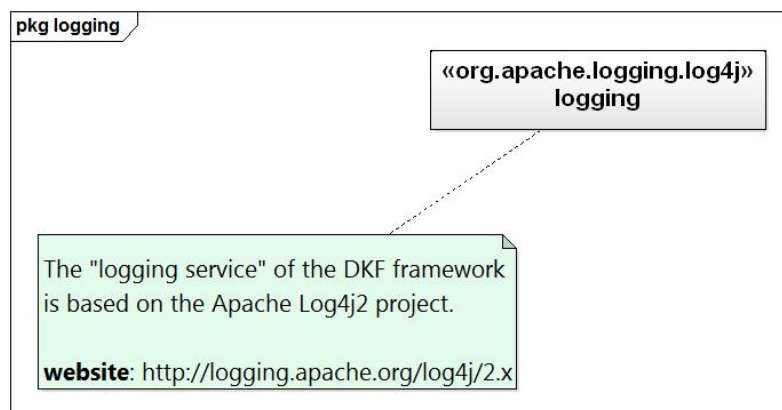 pkg logging
«org.apache.logging.log4j»
logging
The "logging service" of the DKF framework
is based on the Apache Log4j2 project.
website: http://logging.apache.org/log4j/2.x